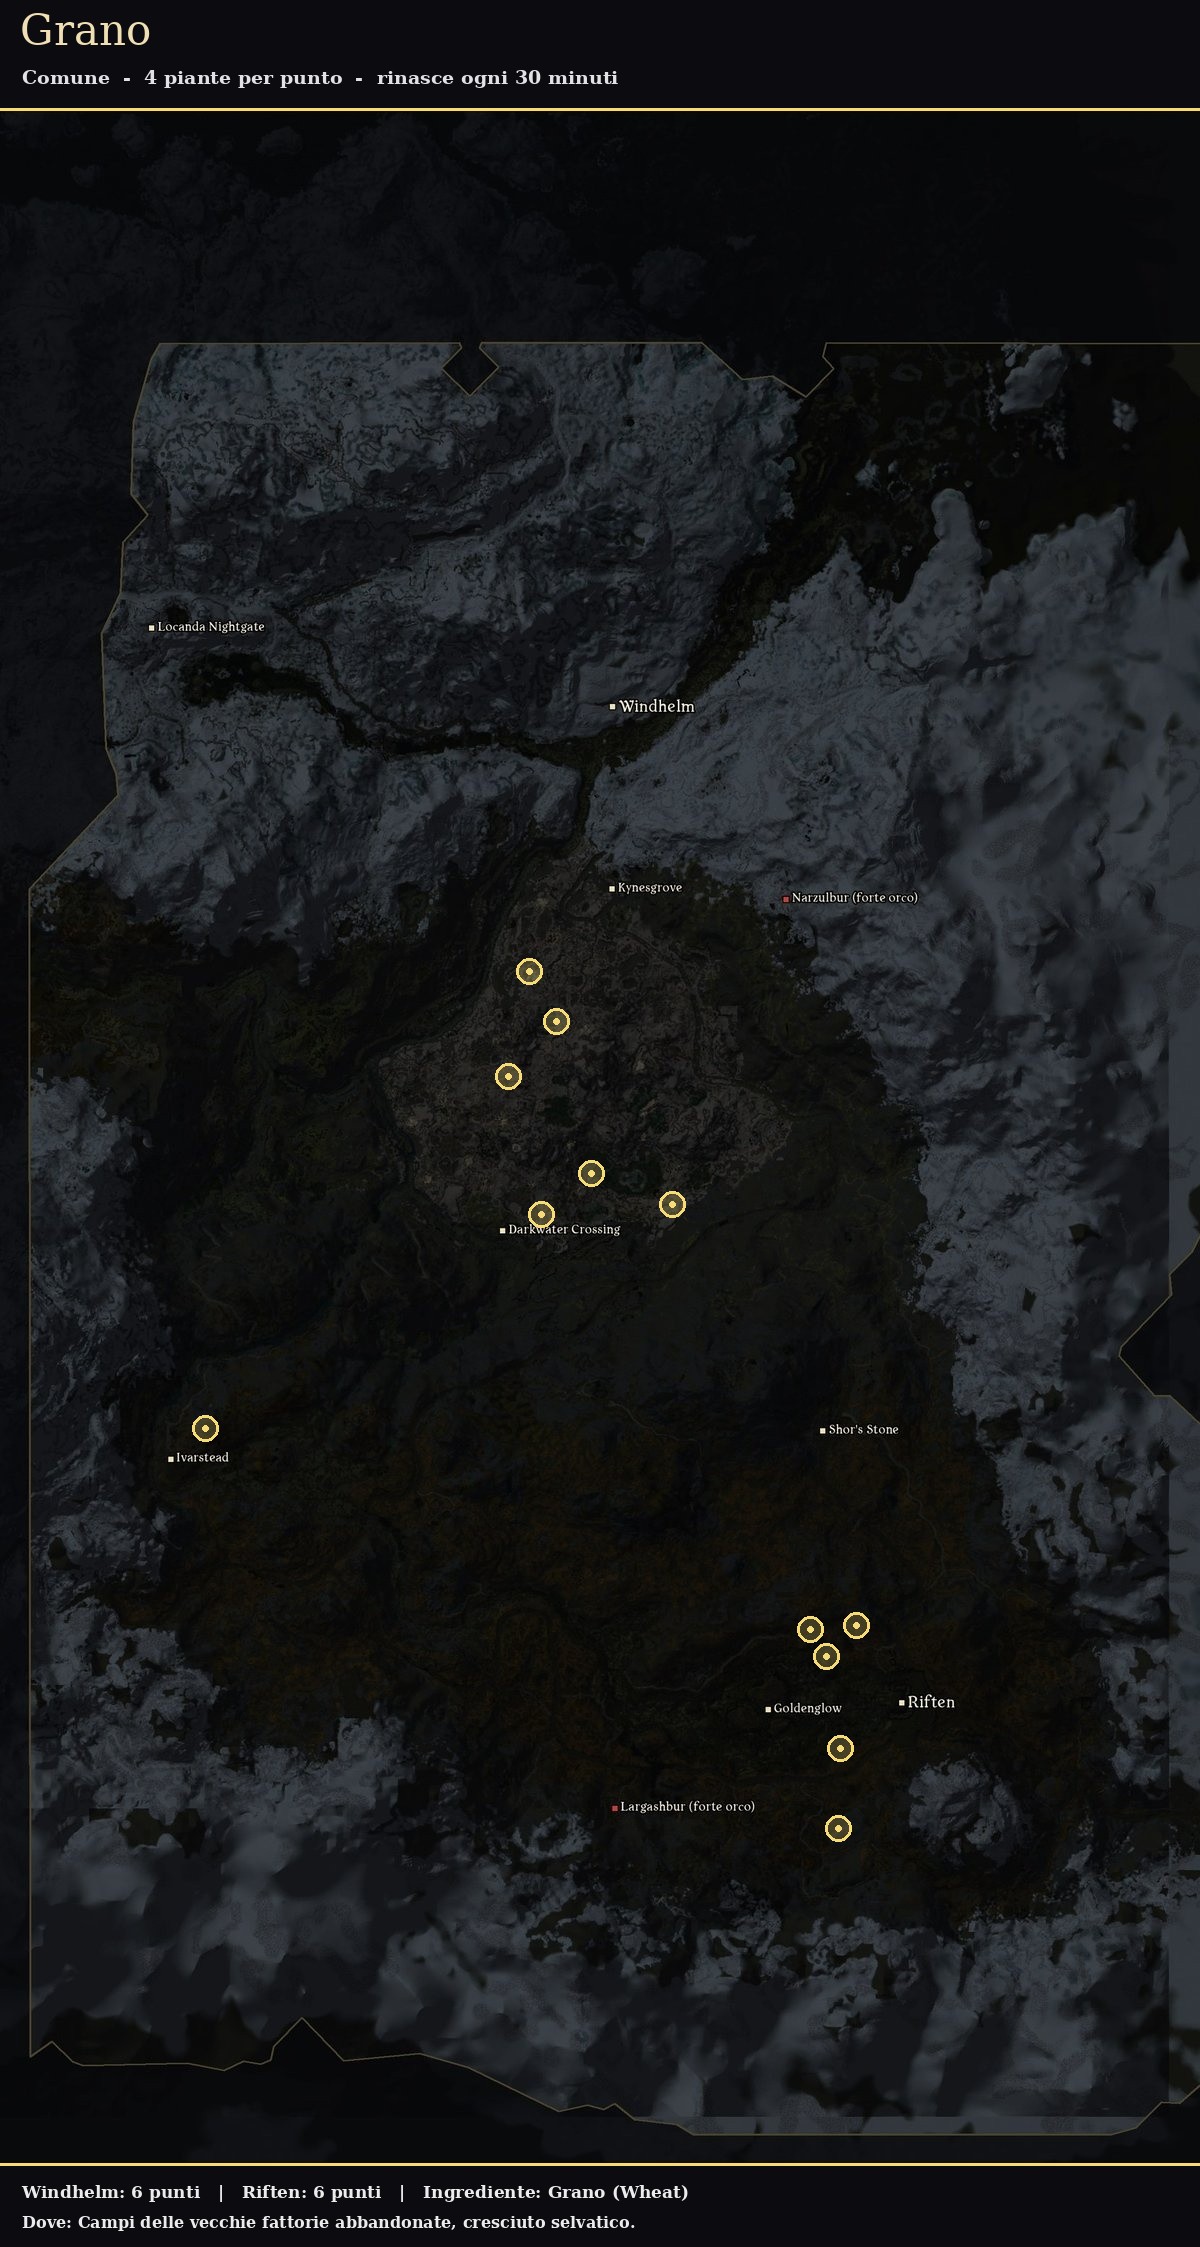 Grano
Comune - 4 piante per punto - rinasce ogni 30 minuti
Locanda Nightgate
Windhelm
Kynesgrove
Narzulbur (forte orco)
Darkwater Crossing
Shor's Stone
Ivarstead
Riften
Goldenglow
Largashbur (forte orco)
Windhelm: 6 punti | Riften: 6 punti | Ingrediente: Grano (Wheat)
Dove: Campi delle vecchie fattorie abbandonate, cresciuto selvatico.